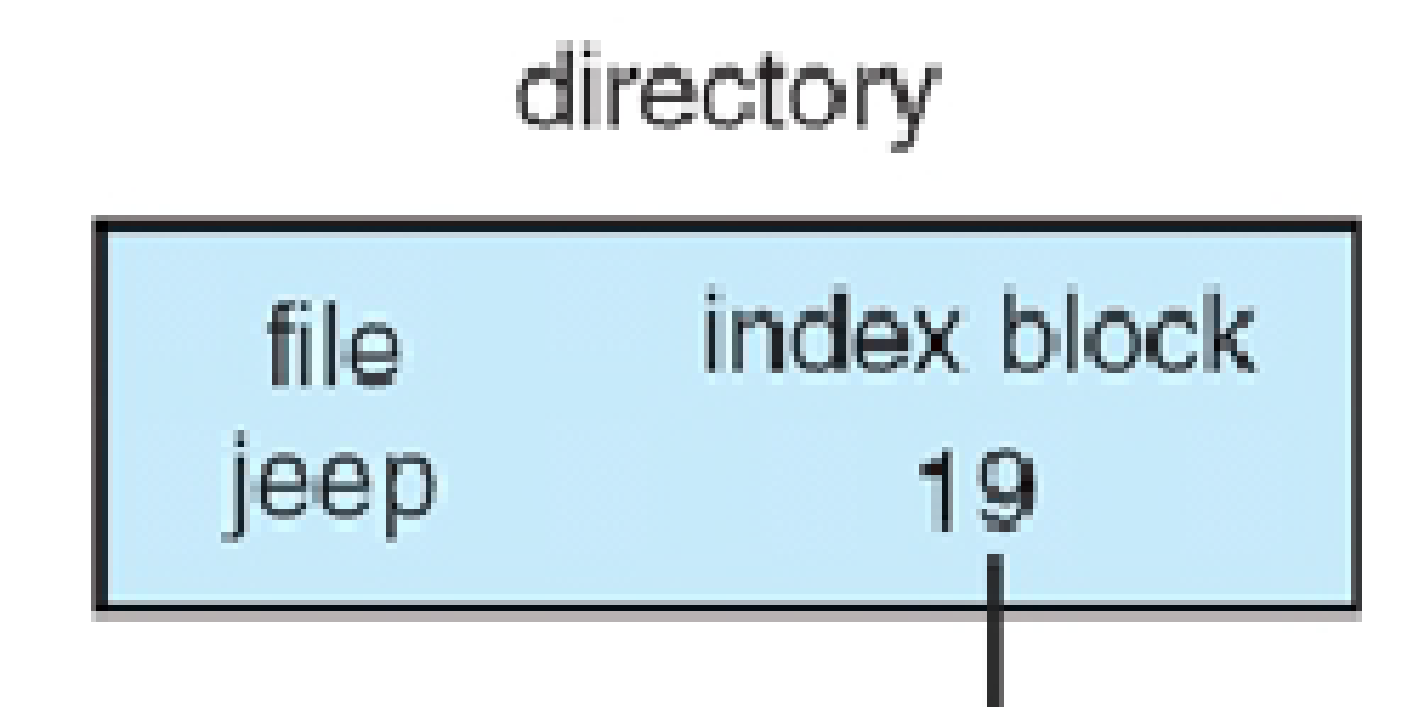 directory
file index block
jeep 19